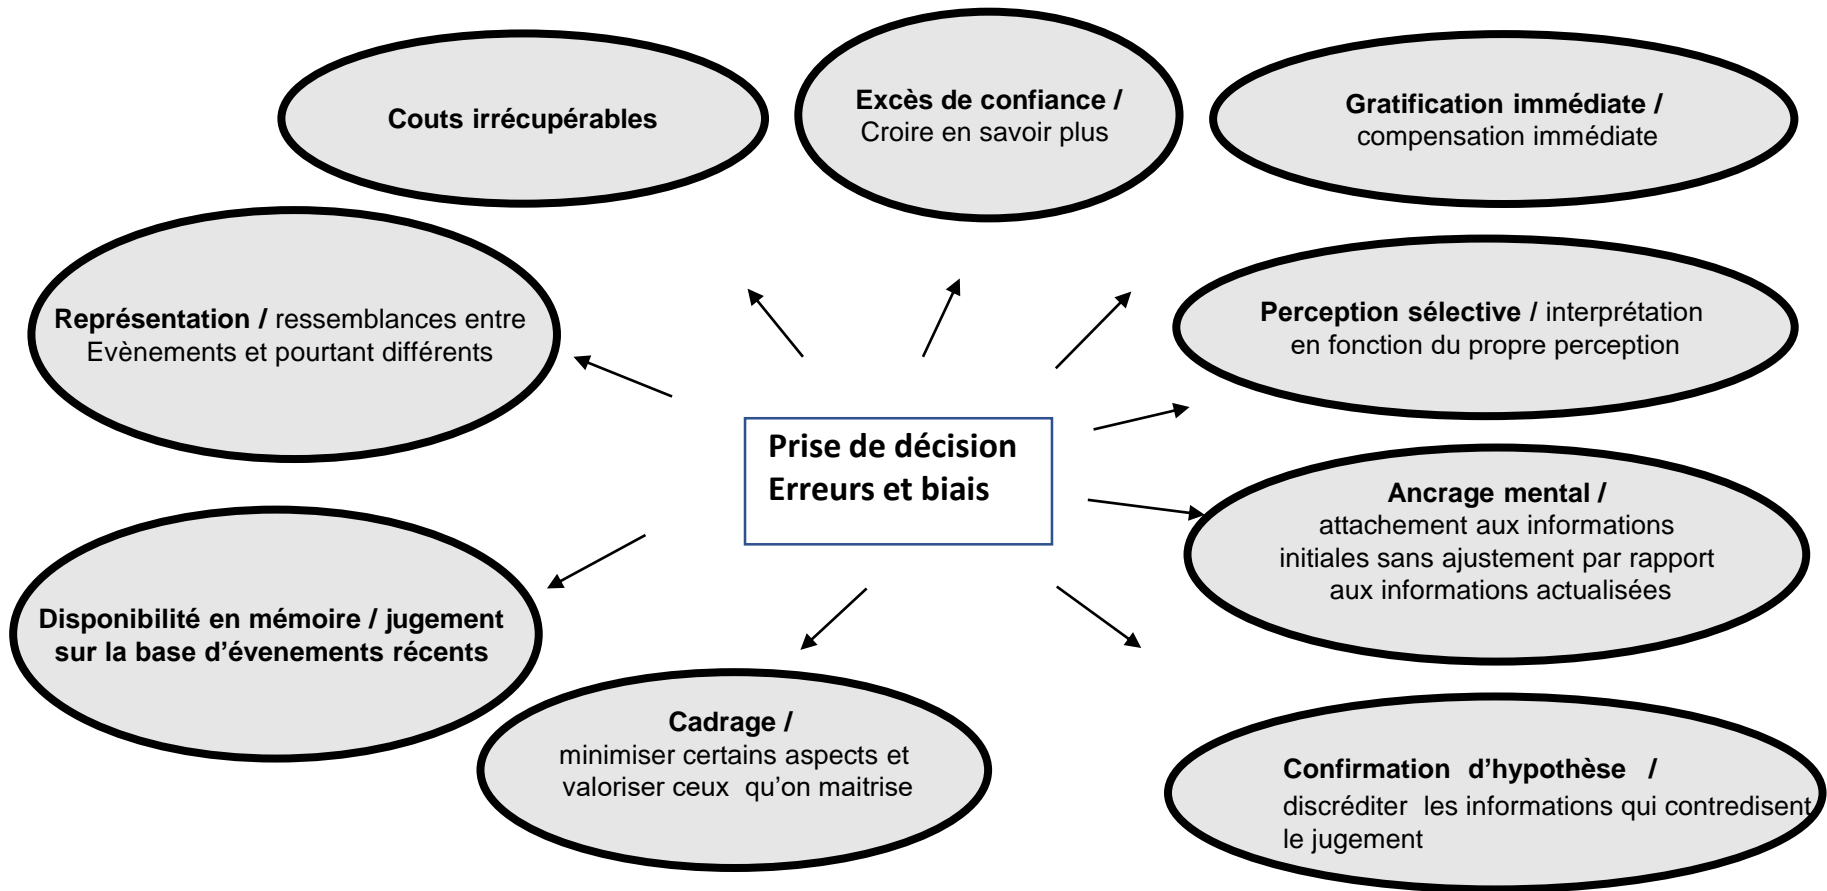 Couts irrécupérables
Excès de confiance /
Croire en savoir plus
Gratification immédiate /
compensation immédiate
Représentation / ressemblances entre
Evènements et pourtant différents
Perception sélective / interprétation
en fonction du propre perception
Prise de décision
Erreurs et biais
Ancrage mental /
attachement aux informations
initiales sans ajustement par rapport
aux informations actualisées
Disponibilité en mémoire / jugement
sur la base d’évenements récents
Cadrage /
minimiser certains aspects et
valoriser ceux qu’on maitrise
Confirmation d’hypothèse /
discréditer les informations qui contredisent
le jugement